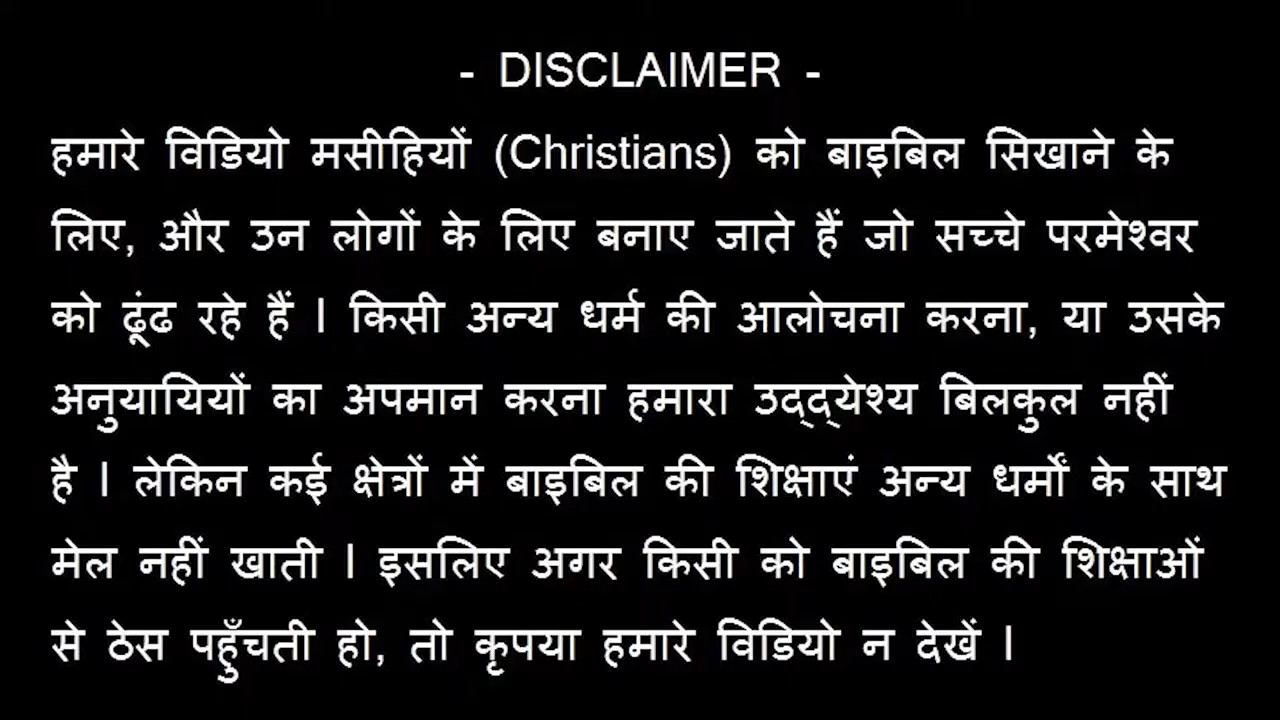 - DISCLAIMER -
हमारे विडियो मसीहियों (Christians) को बाइबिल सिखाने के
लिए, और उन लोगों के लिए बनाए जाते हैं जो सच्चे परमेश्वर
को ढूंढ रहे हैं । किसी अन्य धर्म की आलोचना करना, या उसके
अनुयायियों का अपमान करना हमारा उद्द्येश्य बिलकुल नहीं
है । लेकिन कई क्षेत्रों में बाइबिल की शिक्षाएं अन्य धर्मों के साथ
मेल नहीं खाती । इसलिए अगर किसी को बाइबिल की शिक्षाओं
से ठेस पहुँचती हो, तो कृपया हमारे विडियो न देखें ।